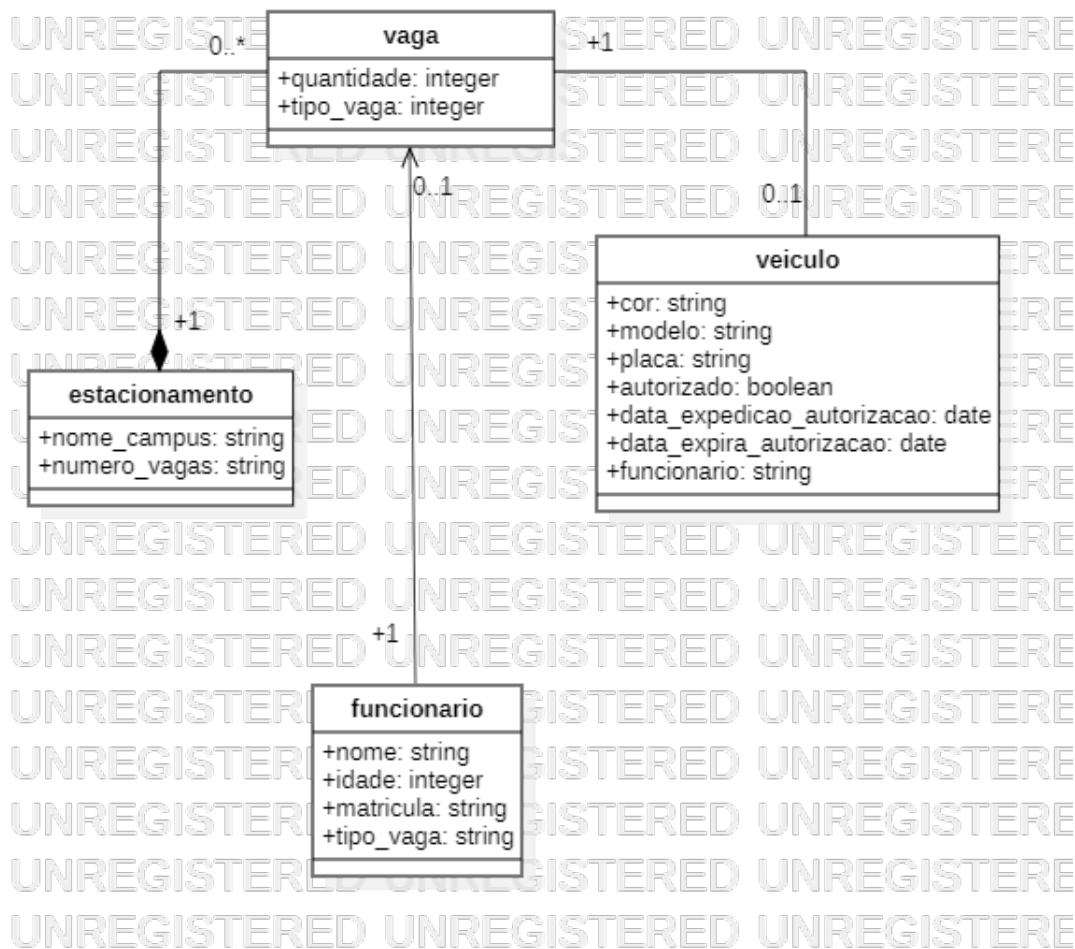 vaga
+quantidade: integer
+tipo_vaga: integer
0..*
+1
0..1
0..1
veiculo
+cor: string
+modelo: string
+placa: string
+autorizado: boolean
+data_expedicao_autorizacao: date
+data_expira_autorizacao: date
+funcionario: string
+1
estacionamento
+nome_campus: string
+numero_vagas: string
+1
funcionario
+nome: string
+idade: integer
+matricula: string
+tipo_vaga: string
UNREGISTERED UNREGISTERED UNREGISTERED